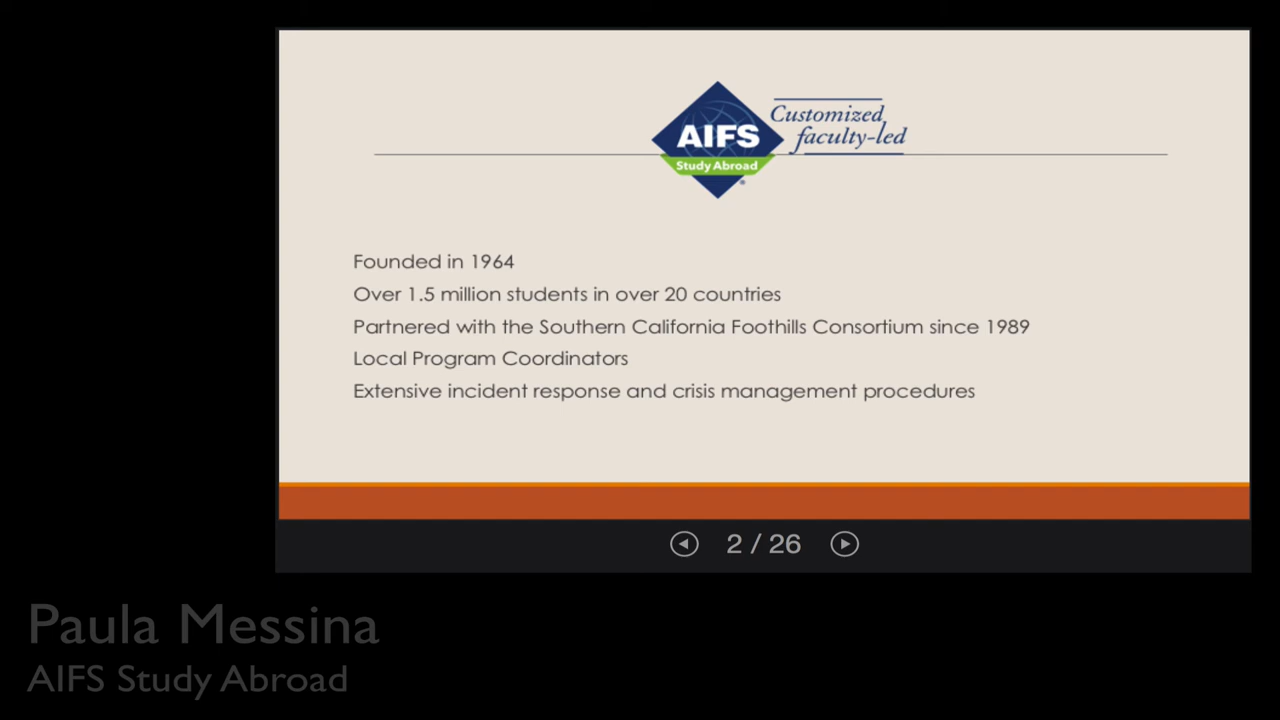 AIFS
Study Abroad
Customized
faculty-led
Founded in 1964
Over 1.5 million students in over 20 countries
Partnered with the Southern California Foothills Consortium since 1989
Local Program Coordinators
Extensive incident response and crisis management procedures
2 / 26
Paula Messina
AIFS Study Abroad